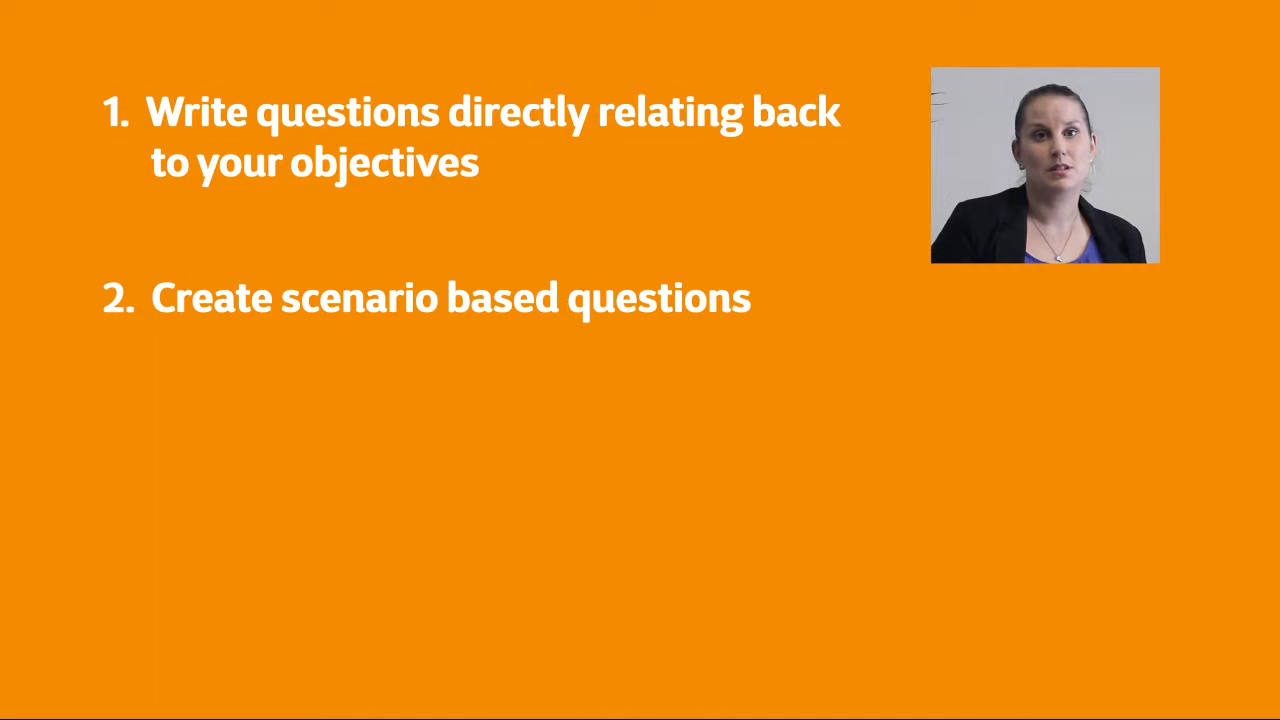 1. Write questions directly relating back
to your objectives
2. Create scenario based questions